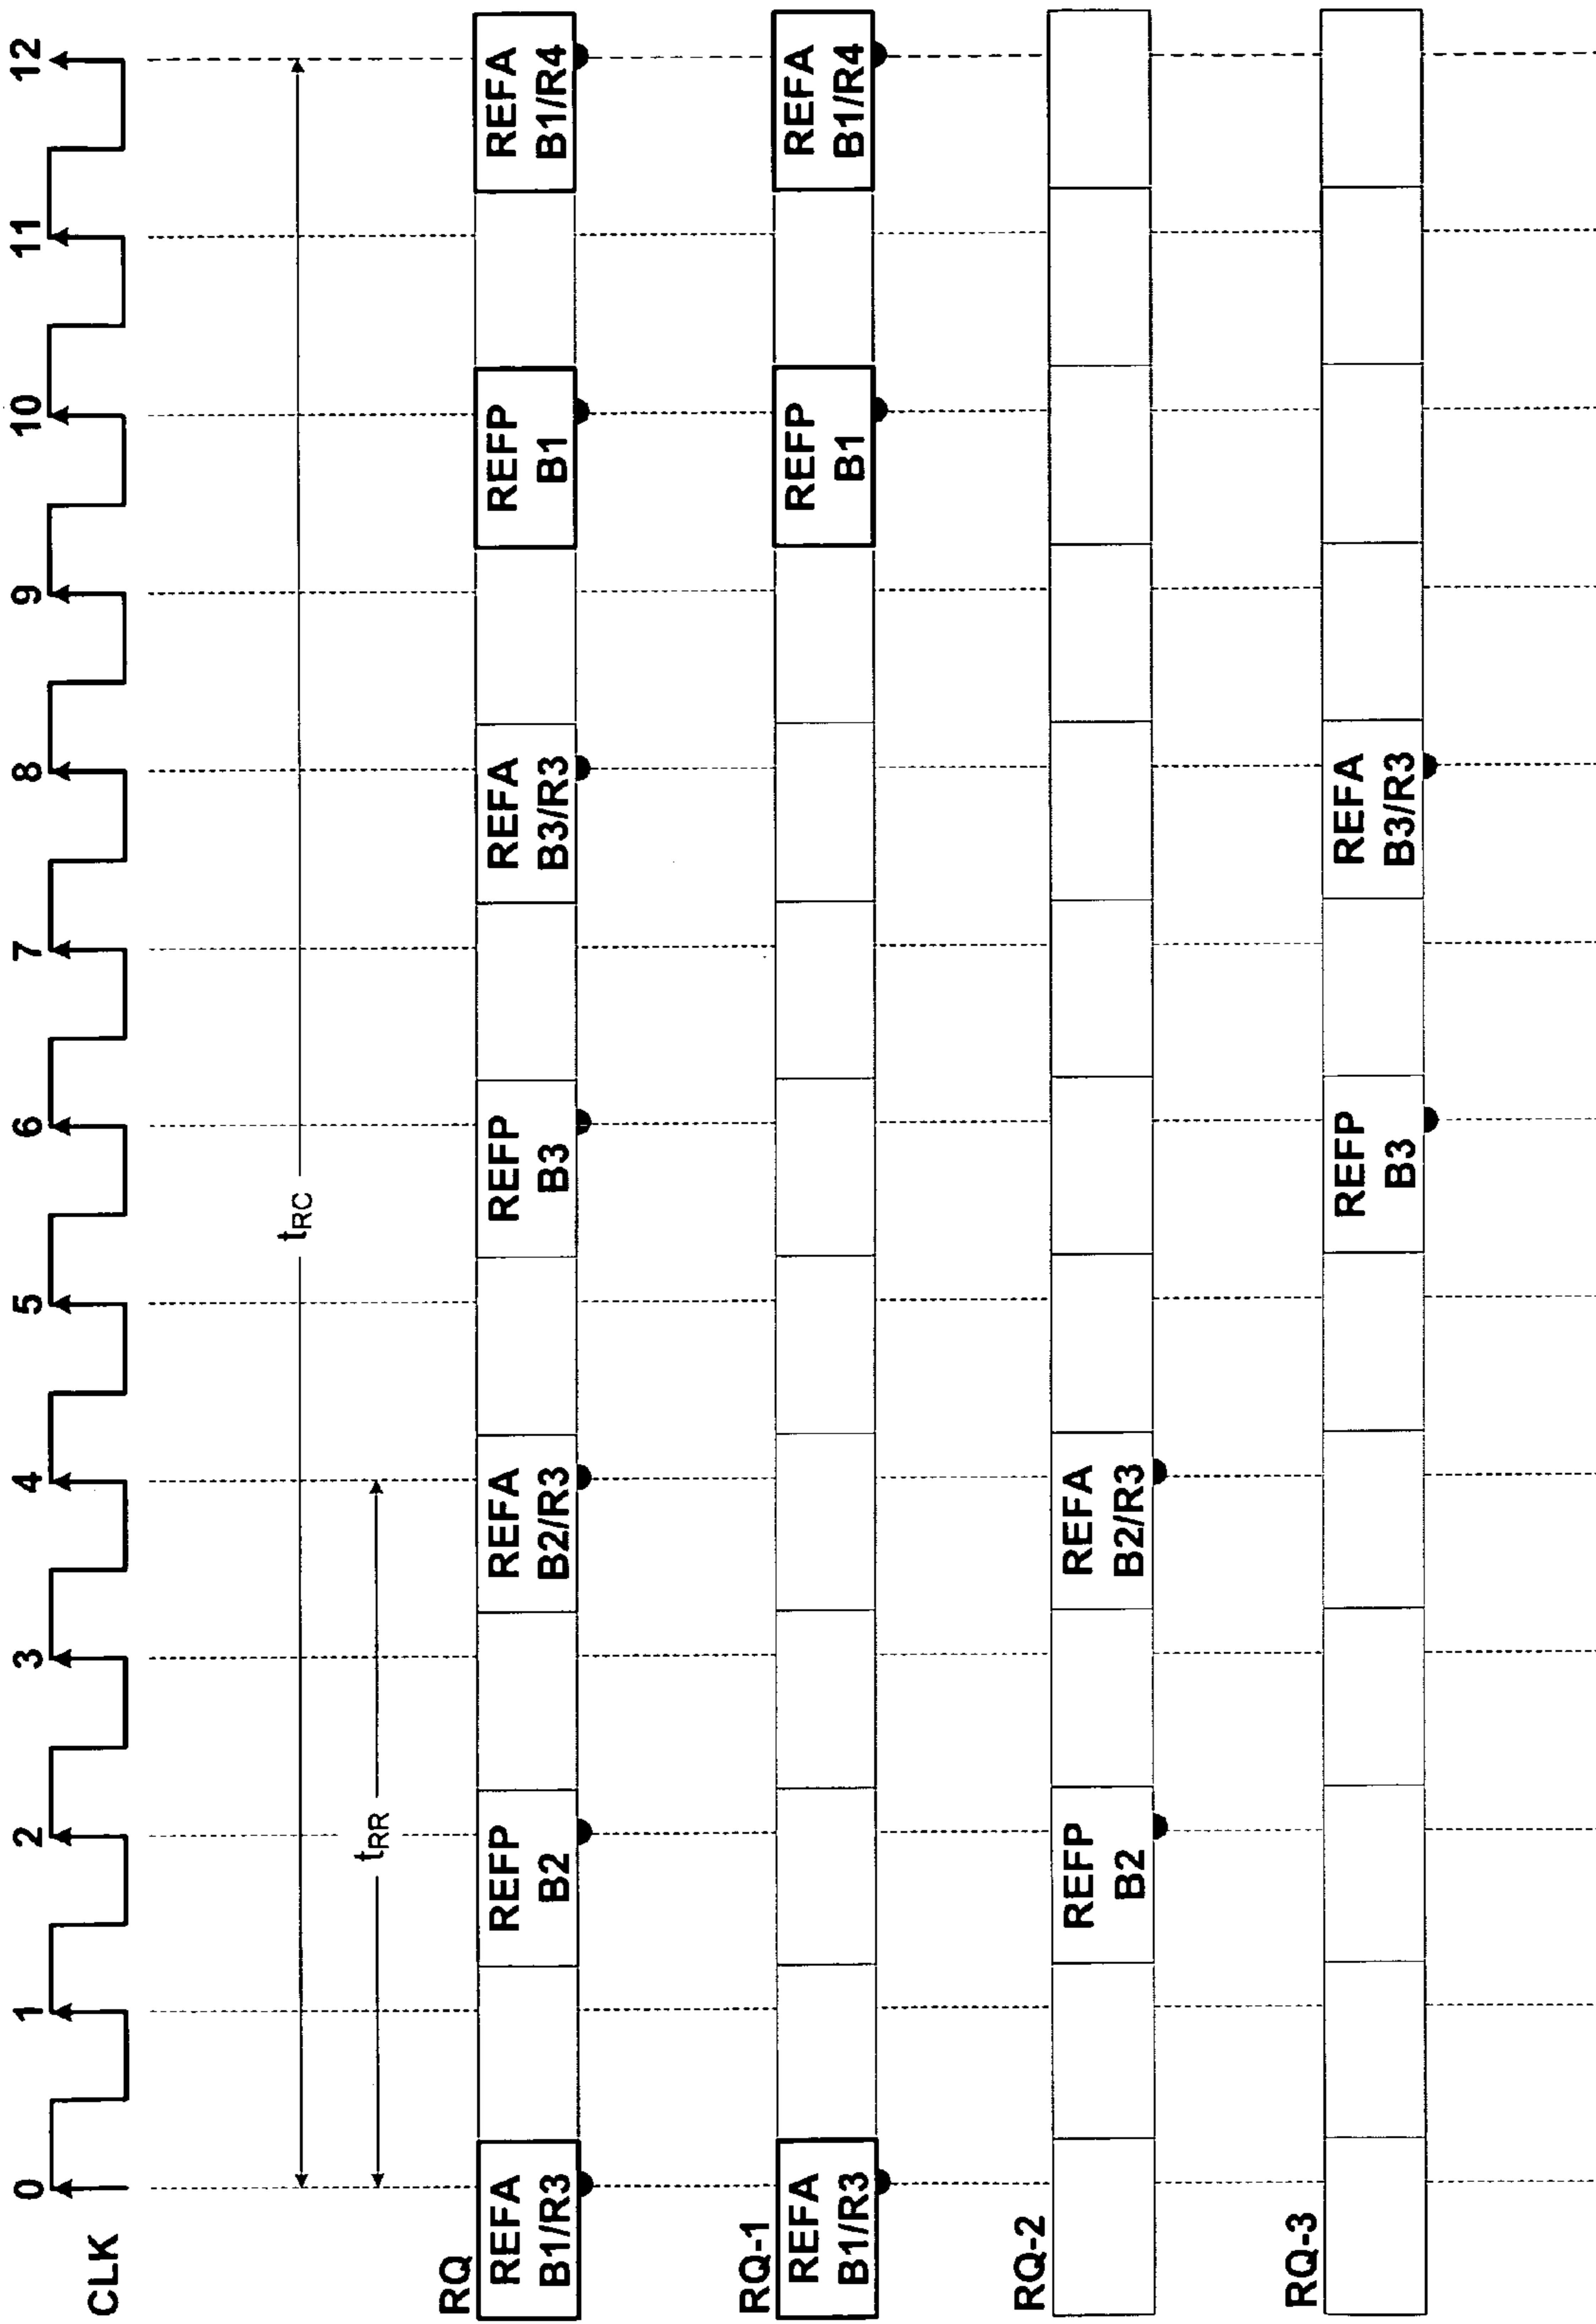 0 1 2 3 4 5 6 7 8 9 10 11 12
CLK
tRC
tRR
RQ
REFA
B1/R3
REFP
B2
REFA
B2/R3
REFP
B3
REFA
B3/R3
REFP
B1
REFA
B1/R4
RQ-1
REFA
B1/R3
REFP
B1
REFA
B1/R4
RQ-2
REFP
B2
REFA
B2/R3
RQ-3
REFP
B3
REFA
B3/R3